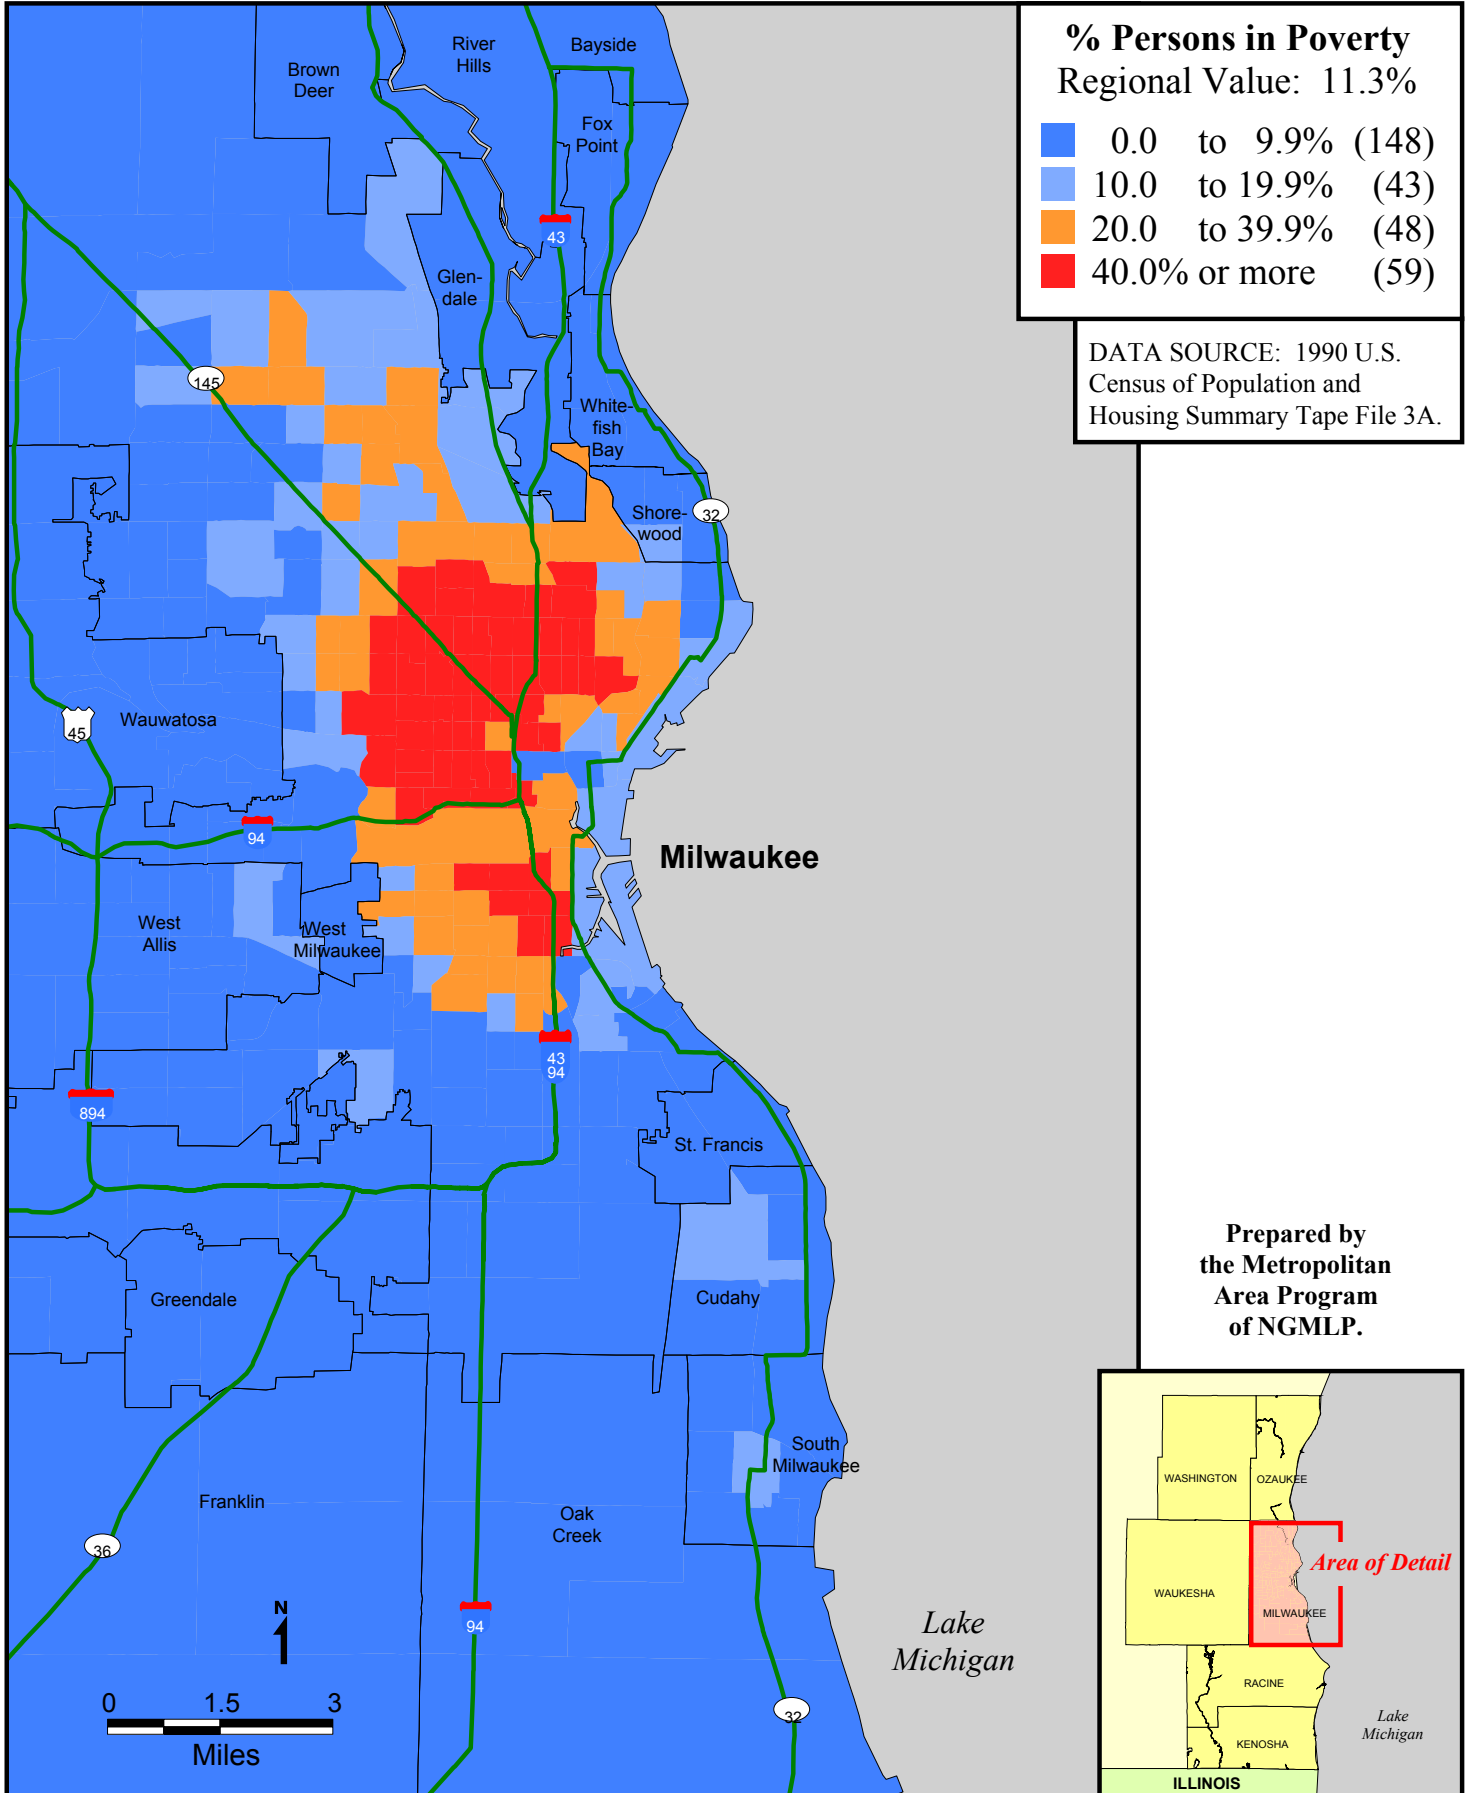 % Persons in Poverty
Regional Value: 11.3%
0.0 to 9.9% (148)
10.0 to 19.9% (43)
20.0 to 39.9% (48)
40.0% or more (59)
DATA SOURCE: 1990 U.S.
Census of Population and
Housing Summary Tape File 3A.
River
Hills
Bayside
Brown
Deer
Fox
Point
43
Glen-
dale
145
White-
fish
Bay
Shore-
wood
32
Wauwatosa
45
94
Milwaukee
West
Allis
West
Milwaukee
43
94
894
St. Francis
Greendale
Cudahy
South
Milwaukee
Franklin
Oak
Creek
36
94
32
N
0 1.5 3
Miles
Lake
Michigan
Prepared by
the Metropolitan
Area Program
of NGMLP.
WASHINGTON
OZAUKEE
Area of Detail
WAUKESHA
MILWAUKEE
RACINE
KENOSHA
Lake
Michigan
ILLINOIS